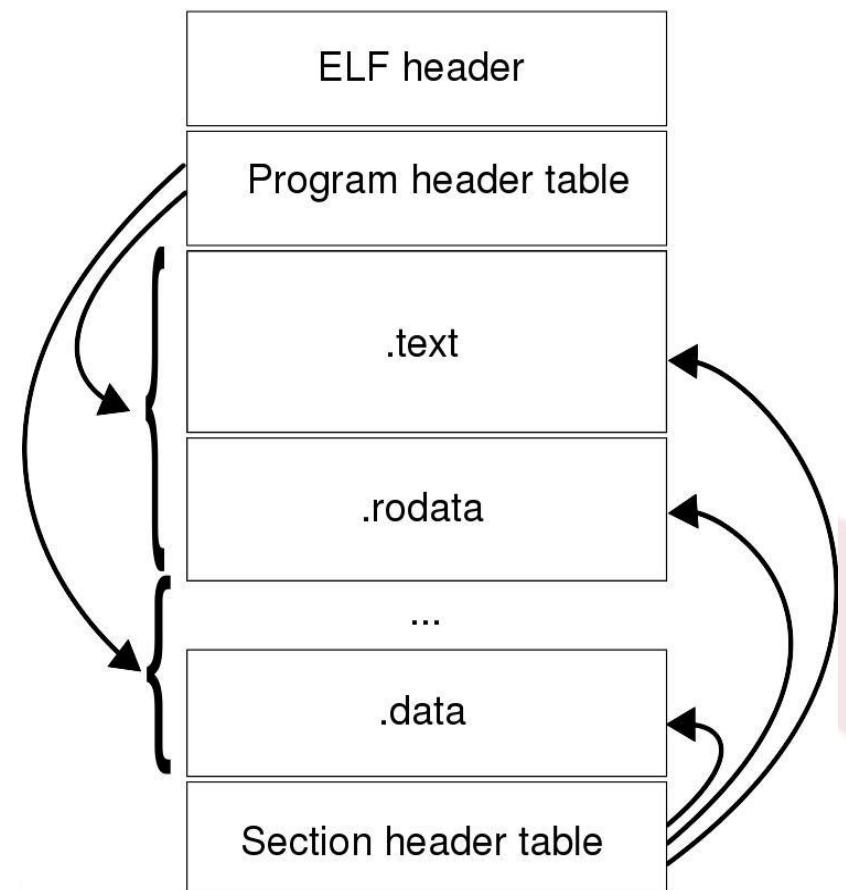 ELF header
Program header table
.text
.rodata
...
.data
Section header table